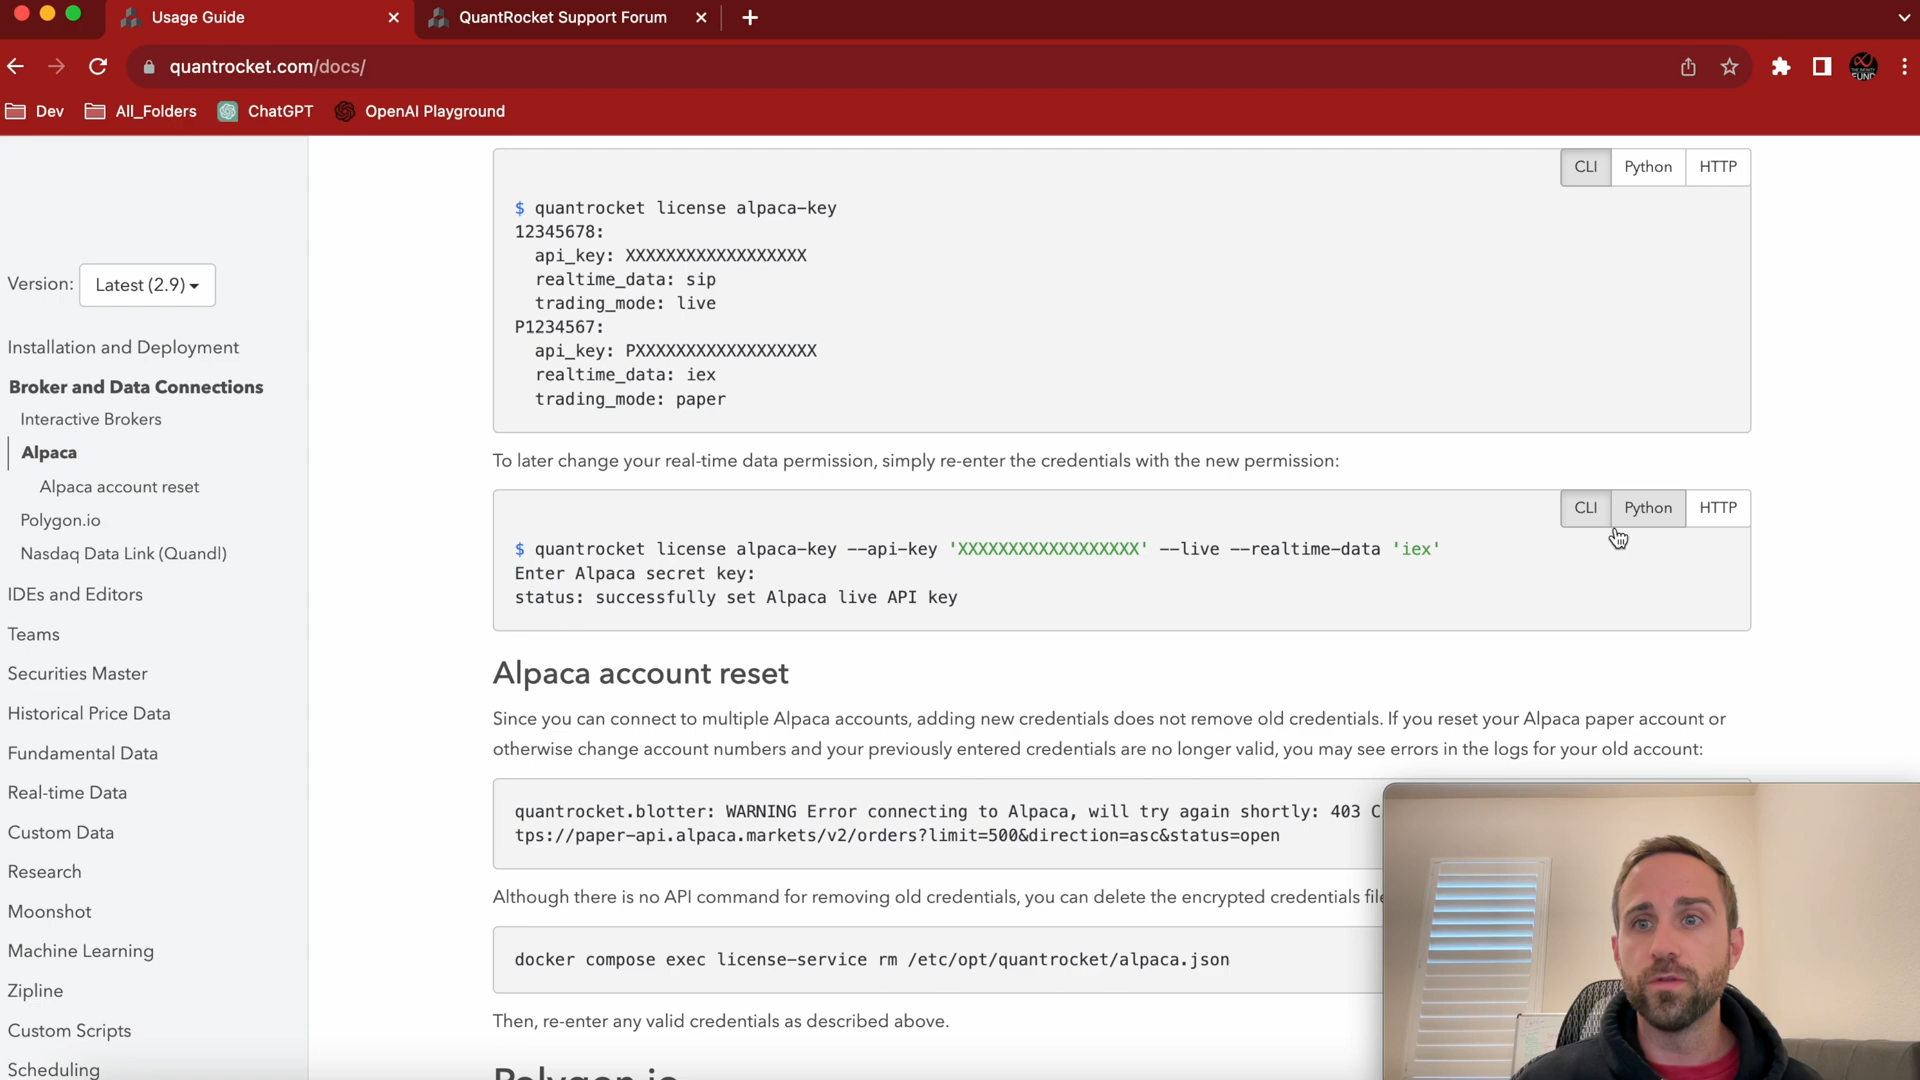 Usage Guide
QuantRocket Support Forum
quantrocket.com/docs/
Dev
All_Folders
ChatGPT
OpenAI Playground
Version:
Latest (2.9)
Installation and Deployment
Broker and Data Connections
Interactive Brokers
Alpaca
Alpaca account reset
Polygon.io
Nasdaq Data Link (Quandl)
IDEs and Editors
Teams
Securities Master
Historical Price Data
Fundamental Data
Real-time Data
Custom Data
Research
Moonshot
Machine Learning
Zipline
Custom Scripts
Scheduling
CLI
Python
HTTP
$ quantrocket license alpaca-key
12345678:
api_key: XXXXXXXXXXXXXXXXXX
realtime_data: sip
trading_mode: live
P1234567:
api_key: PXXXXXXXXXXXXXXXXXX
realtime_data: iex
trading_mode: paper
To later change your real-time data permission, simply re-enter the credentials with the new permission:
CLI
Python
HTTP
$ quantrocket license alpaca-key --api-key 'XXXXXXXXXXXXXXXXXX' --live --realtime-data 'iex'
Enter Alpaca secret key:
status: successfully set Alpaca live API key
Alpaca account reset
Since you can connect to multiple Alpaca accounts, adding new credentials does not remove old credentials. If you reset your Alpaca paper account or
otherwise change account numbers and your previously entered credentials are no longer valid, you may see errors in the logs for your old account:
quantrocket.blotter: WARNING Error connecting to Alpaca, will try again shortly: 403 C
tps://paper-api.alpaca.markets/v2/orders?limit=500&direction=asc&status=open
Although there is no API command for removing old credentials, you can delete the encrypted credentials file
docker compose exec license-service rm /etc/opt/quantrocket/alpaca.json
Then, re-enter any valid credentials as described above.
Polygon.io